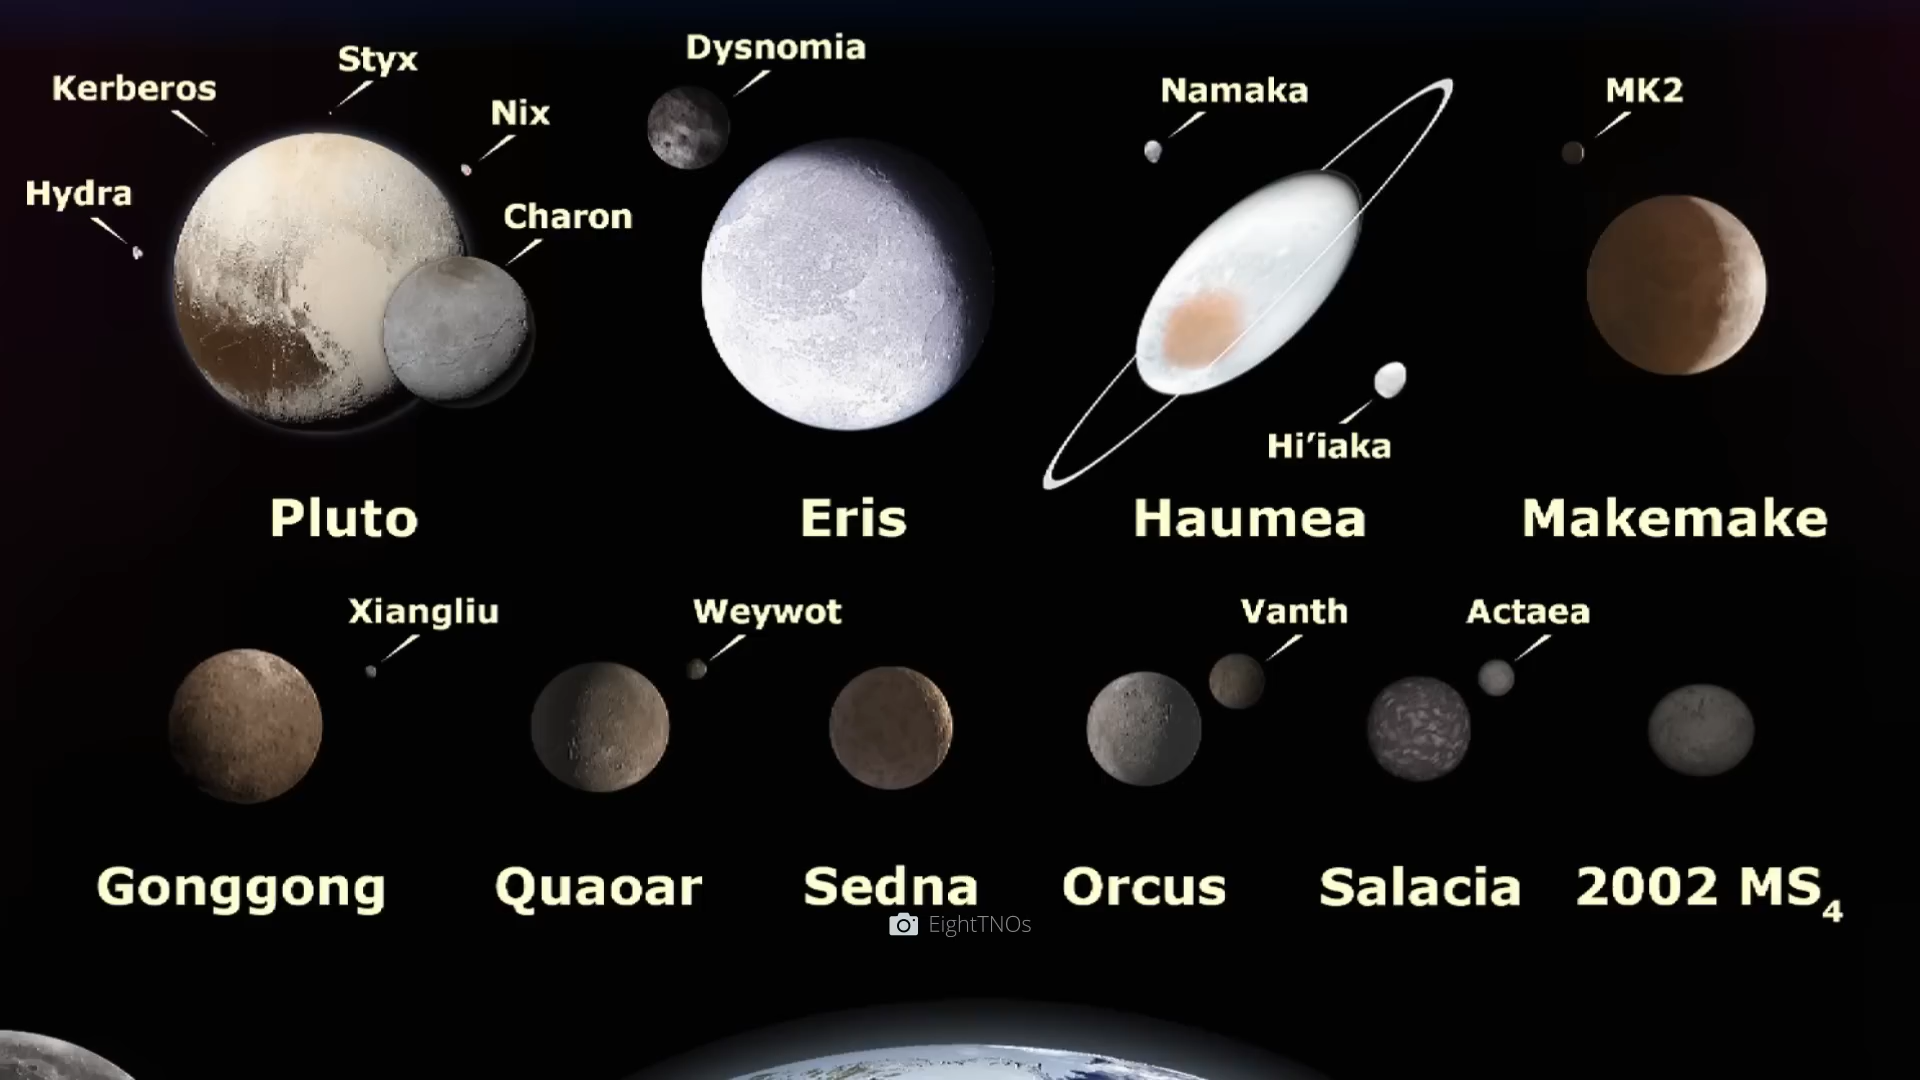 Styx
Kerberos
Nix
Hydra
Charon
Dysnomia
Namaka
Hi′iaka
MK2
Pluto
Eris
Haumea
Makemake
Xiangliu
Weywot
Vanth
Actaea
Gonggong
Quaoar
Sedna
Orcus
Salacia
2002 MS₄
EightTNOs